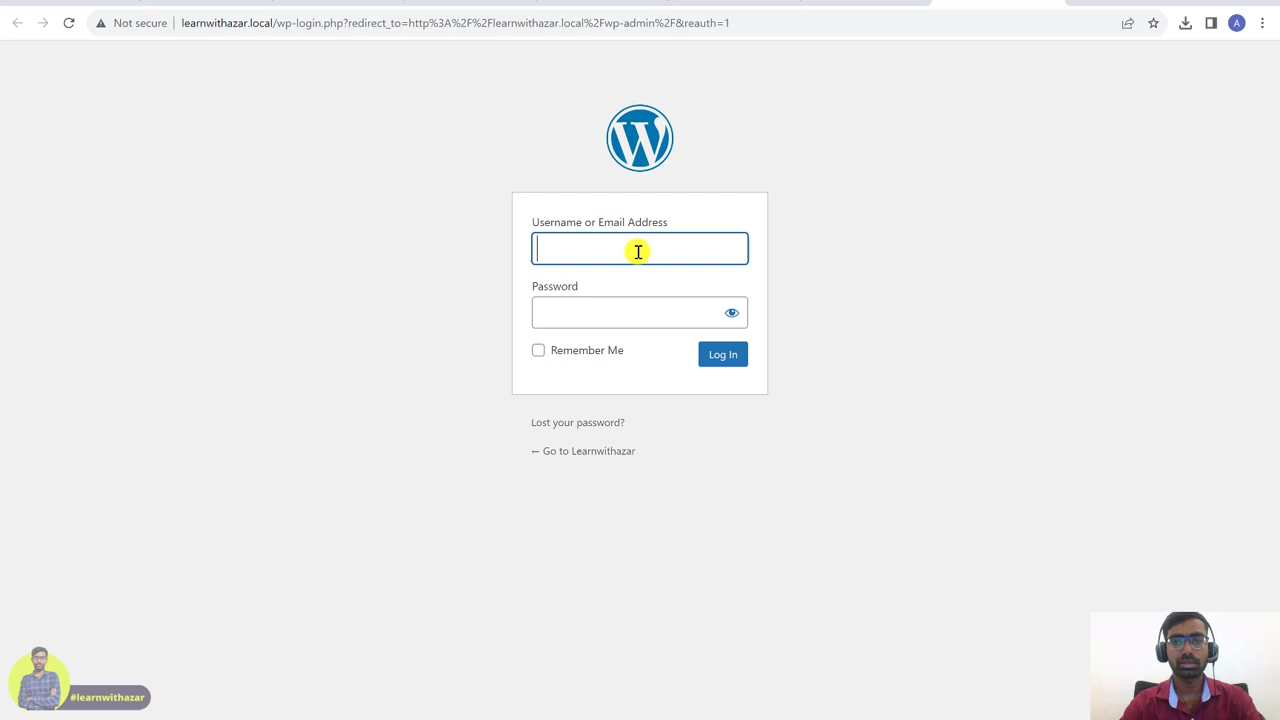 Not secure
learnwithazar.local/wp-login.php?redirect_to=http%3A%2F%2Flearnwithazar.local%2Fwp-admin%2F&reauth=1
A
Username or Email Address
Password
Remember Me
Log In
Lost your password?
← Go to Learnwithazar
#learnwithazar